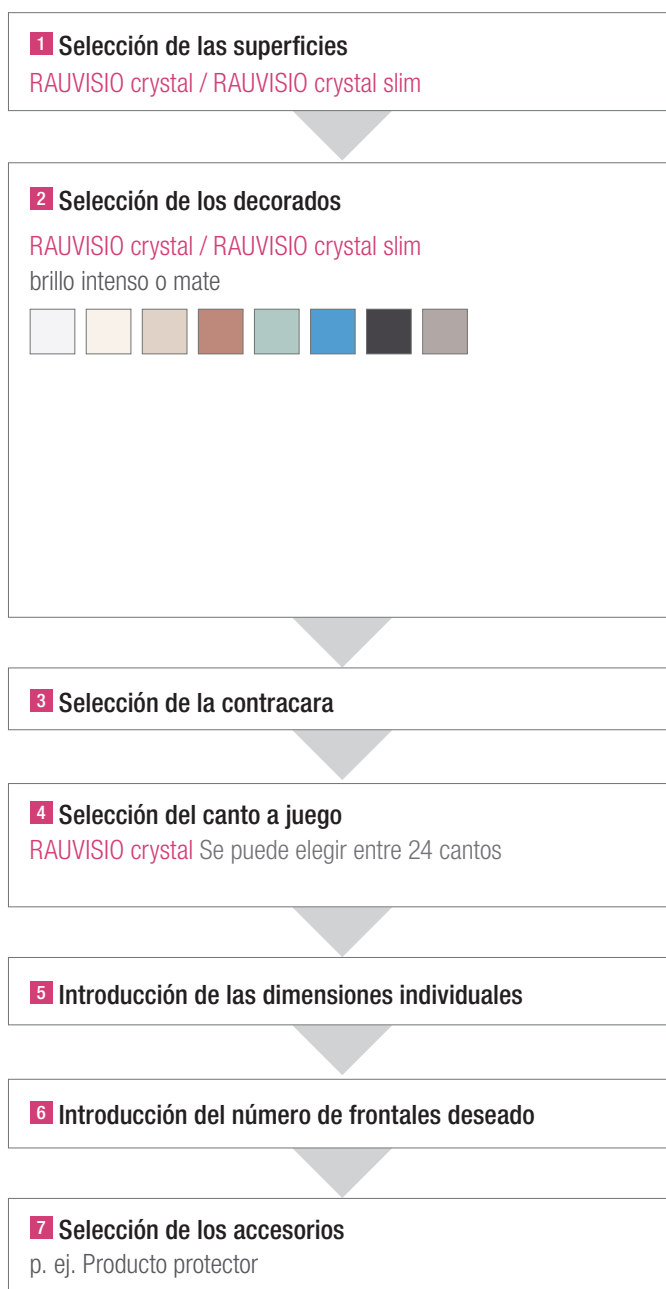 1 Selección de las superficies
RAUVISIO crystal / RAUVISIO crystal slim
2 Selección de los decorados
RAUVISIO crystal / RAUVISIO crystal slim
brillo intenso o mate
3 Selección de la contracara
4 Selección del canto a juego
RAUVISIO crystal Se puede elegir entre 24 cantos
5 Introducción de las dimensiones individuales
6 Introducción del número de frontales deseado
7 Selección de los accesorios
p. ej. Producto protector